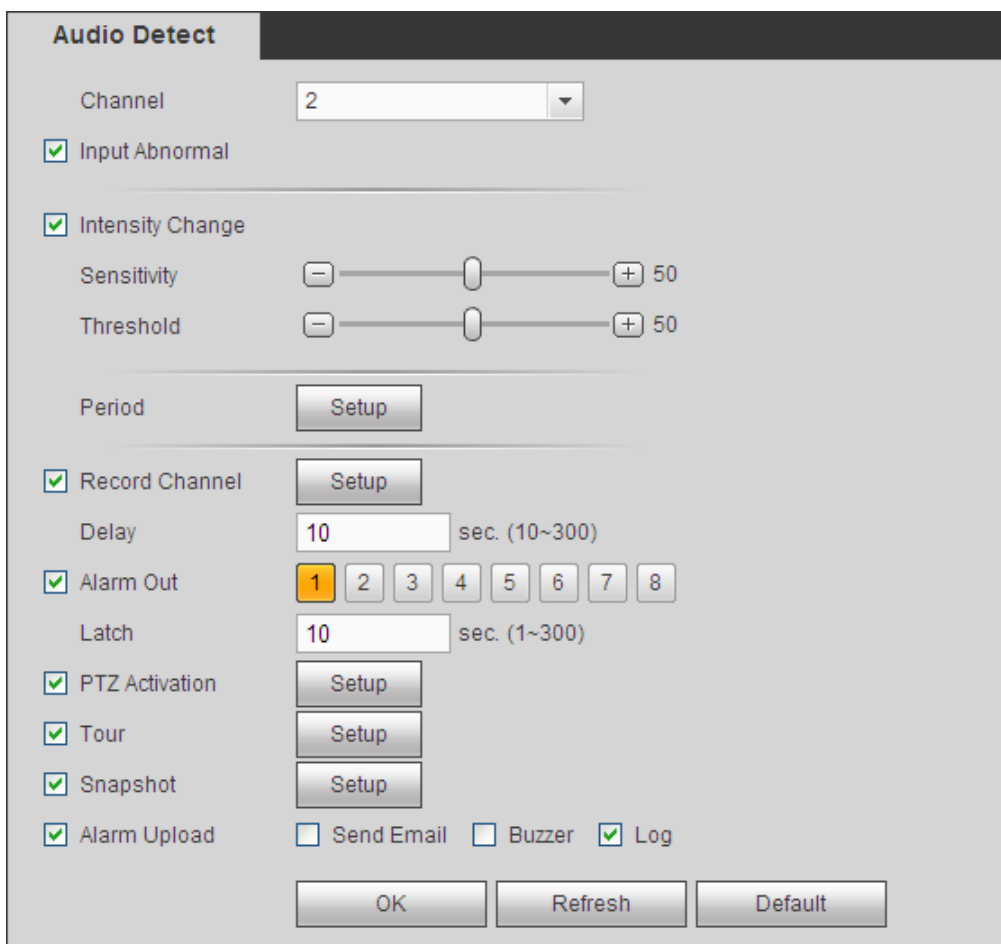 Audio Detect
Channel 2
Input Abnormal
Intensity Change
Sensitivity 50
Threshold 50
Period Setup
Record Channel Setup
Delay 10 sec. (10~300)
Alarm Out 1 2 3 4 5 6 7 8
Latch 10 sec. (1~300)
PTZ Activation Setup
Tour Setup
Snapshot Setup
Alarm Upload Send Email Buzzer Log
OK Refresh Default